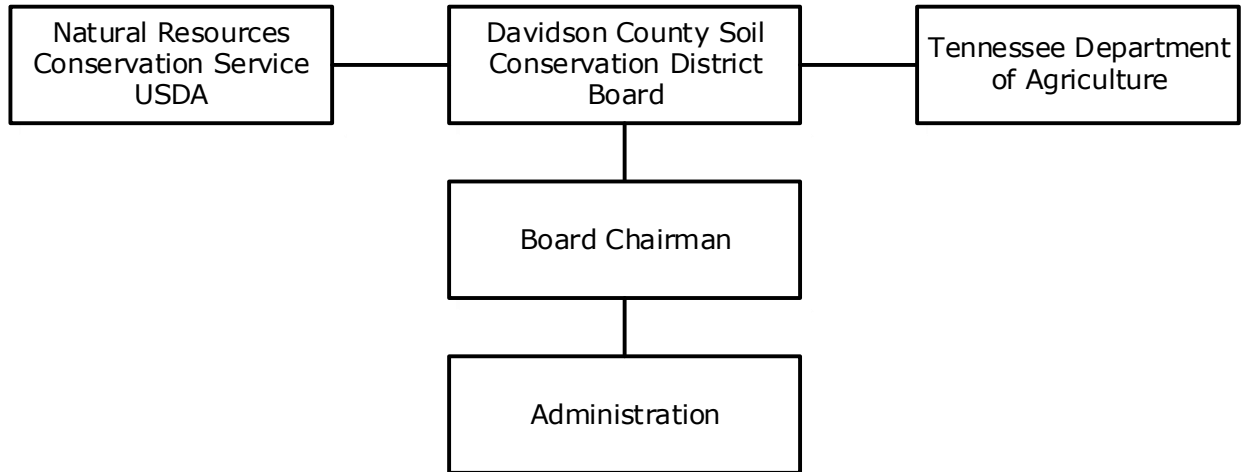 Natural Resources
Conservation Service
USDA
Davidson County Soil
Conservation District
Board
Tennessee Department
of Agriculture
Board Chairman
Administration